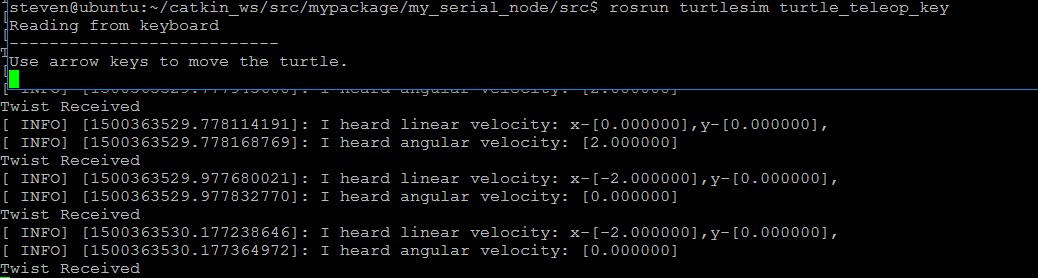 steven@ubuntu:~/catkin_ws/src/mypackage/my_serial_node/src$ rosrun turtlesim turtle_teleop_key
Reading from keyboard
---------------------------
Use arrow keys to move the turtle.
[ INFO] [1500363529.777943600]: I heard angular velocity: [2.000000]
Twist Received
[ INFO] [1500363529.778114191]: I heard linear velocity: x-[0.000000],y-[0.000000],
[ INFO] [1500363529.778168769]: I heard angular velocity: [2.000000]
Twist Received
[ INFO] [1500363529.977680021]: I heard linear velocity: x-[-2.000000],y-[0.000000],
[ INFO] [1500363529.977832770]: I heard angular velocity: [0.000000]
Twist Received
[ INFO] [1500363530.177238646]: I heard linear velocity: x-[-2.000000],y-[0.000000],
[ INFO] [1500363530.177364972]: I heard angular velocity: [0.000000]
Twist Received